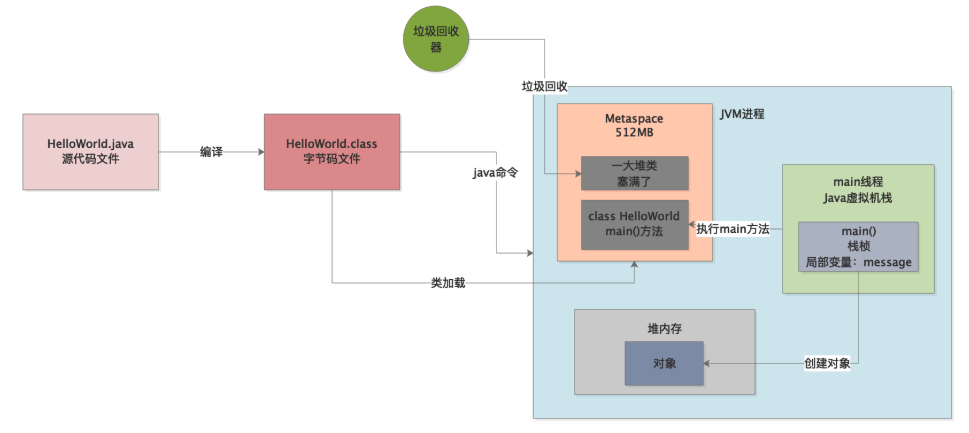 垃圾回收
器
垃圾回收
JVM进程
Metaspace
512MB
一大堆类
塞满了
class HelloWorld
main()方法
HelloWorld.java
源代码文件
编译
HelloWorld.class
字节码文件
java命令
类加载
main线程
Java虚拟机栈
执行main方法
main()
栈桢
局部变量：message
堆内存
对象
创建对象